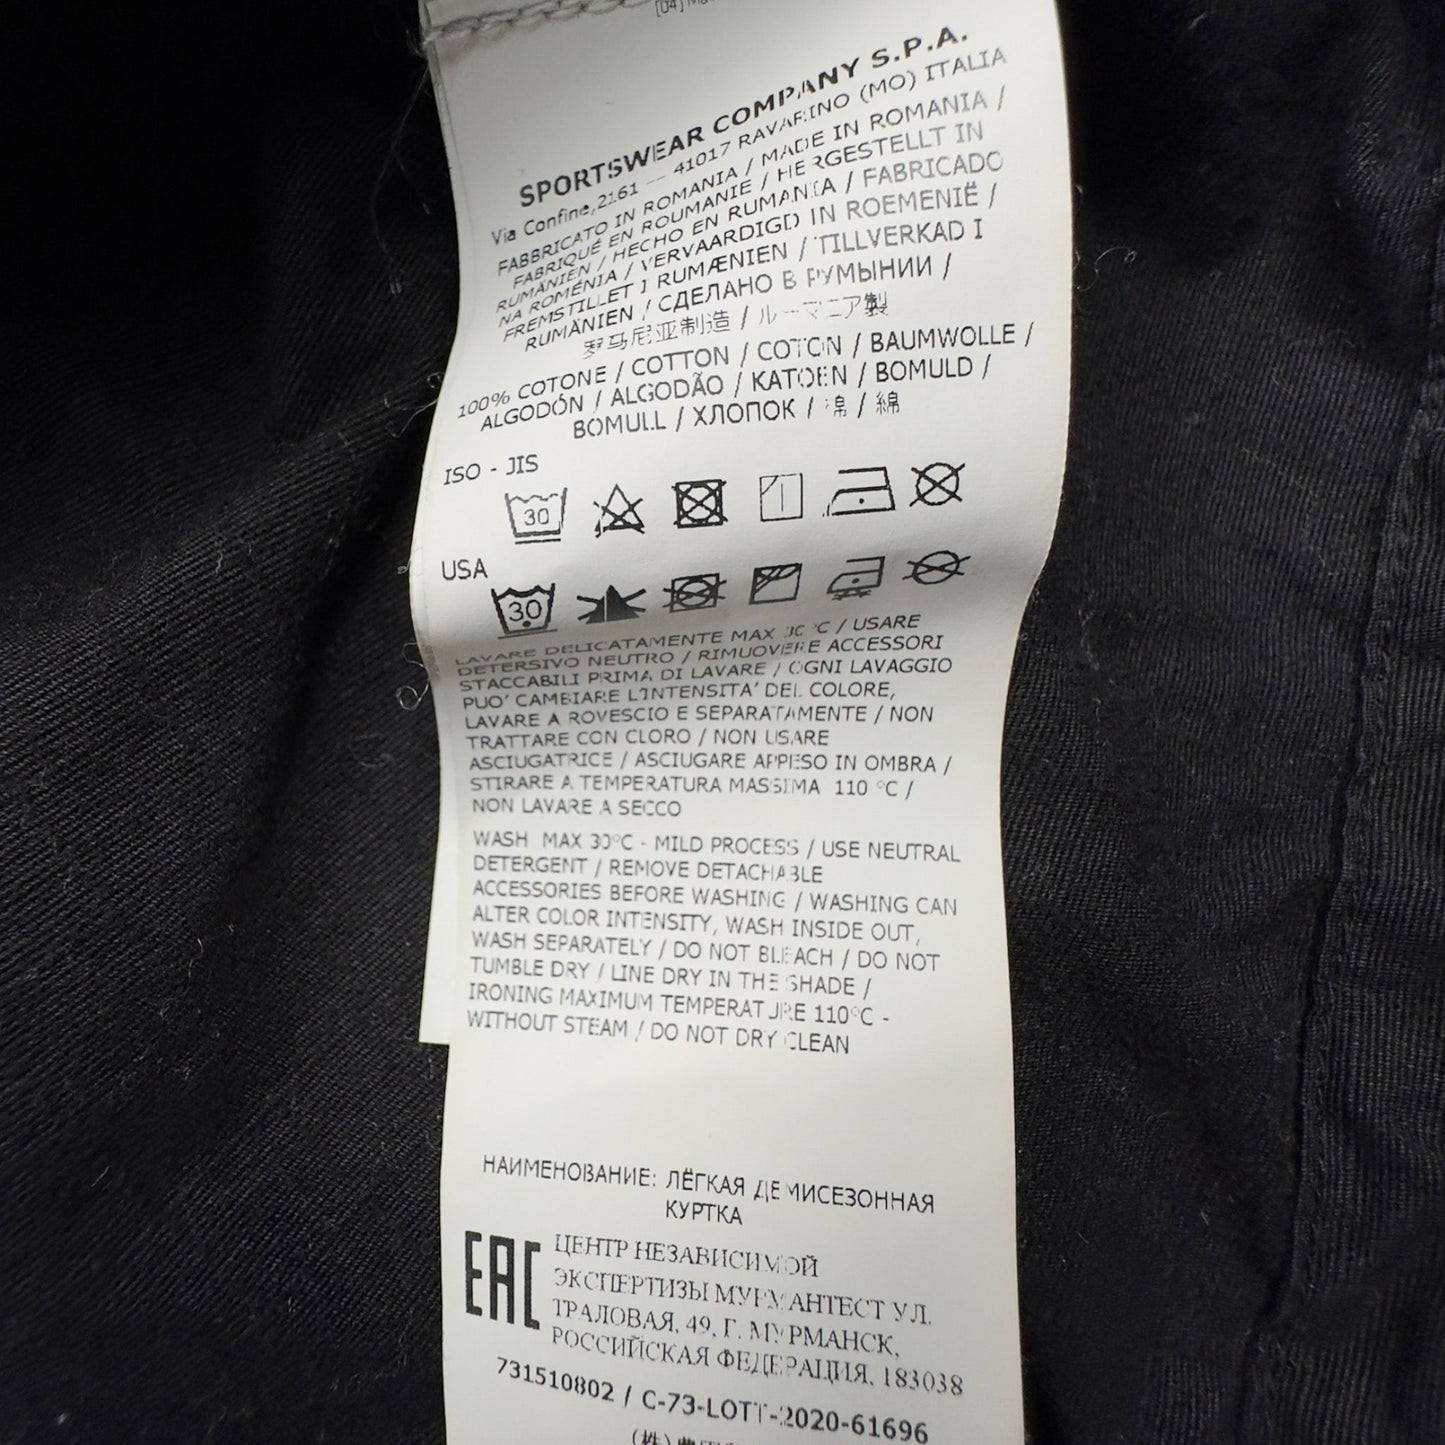 [04]
SPORTSWEAR COMPANY S.P.A.
Via Confine,2161 — 41017 RAVARINO (MO) ITALIA
FABBRICATO IN ROMANIA / MADE IN ROMANIA /
FABRIQUÉ EN ROUMANIE / HERGESTELLT IN
RUMÄNIEN / HECHO EN RUMANIA / FABRICADO
NA ROMÉNIA / VERVAARDIGD IN ROEMENIË /
FREMSTILLET I RUMÆNIEN / TILLVERKAD I
RUMÄNIEN / СДЕЛАНО В РУМЫНИИ /
罗马尼亚制造 / ルーマニア製
100% COTONE / COTTON / COTON / BAUMWOLLE /
ALGODÓN / ALGODÃO / KATOEN / BOMULD /
BOMULL / ХЛОПОК / 棉 / 綿
ISO - JIS
30
USA
30
LAVARE DELICATAMENTE MAX 30°C / USARE
DETERSIVO NEUTRO / RIMUOVERE ACCESSORI
STACCABILI PRIMA DI LAVARE / OGNI LAVAGGIO
PUO' CAMBIARE L'INTENSITA' DEL COLORE,
LAVARE A ROVESCIO E SEPARATAMENTE / NON
TRATTARE CON CLORO / NON USARE
ASCIUGATRICE / ASCIUGARE APPESO IN OMBRA /
STIRARE A TEMPERATURA MASSIMA 110 °C /
NON LAVARE A SECCO
WASH MAX 30°C - MILD PROCESS / USE NEUTRAL
DETERGENT / REMOVE DETACHABLE
ACCESSORIES BEFORE WASHING / WASHING CAN
ALTER COLOR INTENSITY, WASH INSIDE OUT,
WASH SEPARATELY / DO NOT BLEACH / DO NOT
TUMBLE DRY / LINE DRY IN THE SHADE /
IRONING MAXIMUM TEMPERATURE 110°C -
WITHOUT STEAM / DO NOT DRY CLEAN
НАИМЕНОВАНИЕ: ЛЁГКАЯ ДЕМИСЕЗОННАЯ
КУРТКА
EAC
ЦЕНТР НЕЗАВИСИМОЙ
ЭКСПЕРТИЗЫ МУРМАНТЕСТ УЛ.
ТРАЛОВАЯ, 49, Г. МУРМАНСК,
РОССИЙСКАЯ ФЕДЕРАЦИЯ, 183038
731510802 / C-73-LOTT-2020-61696
(株)